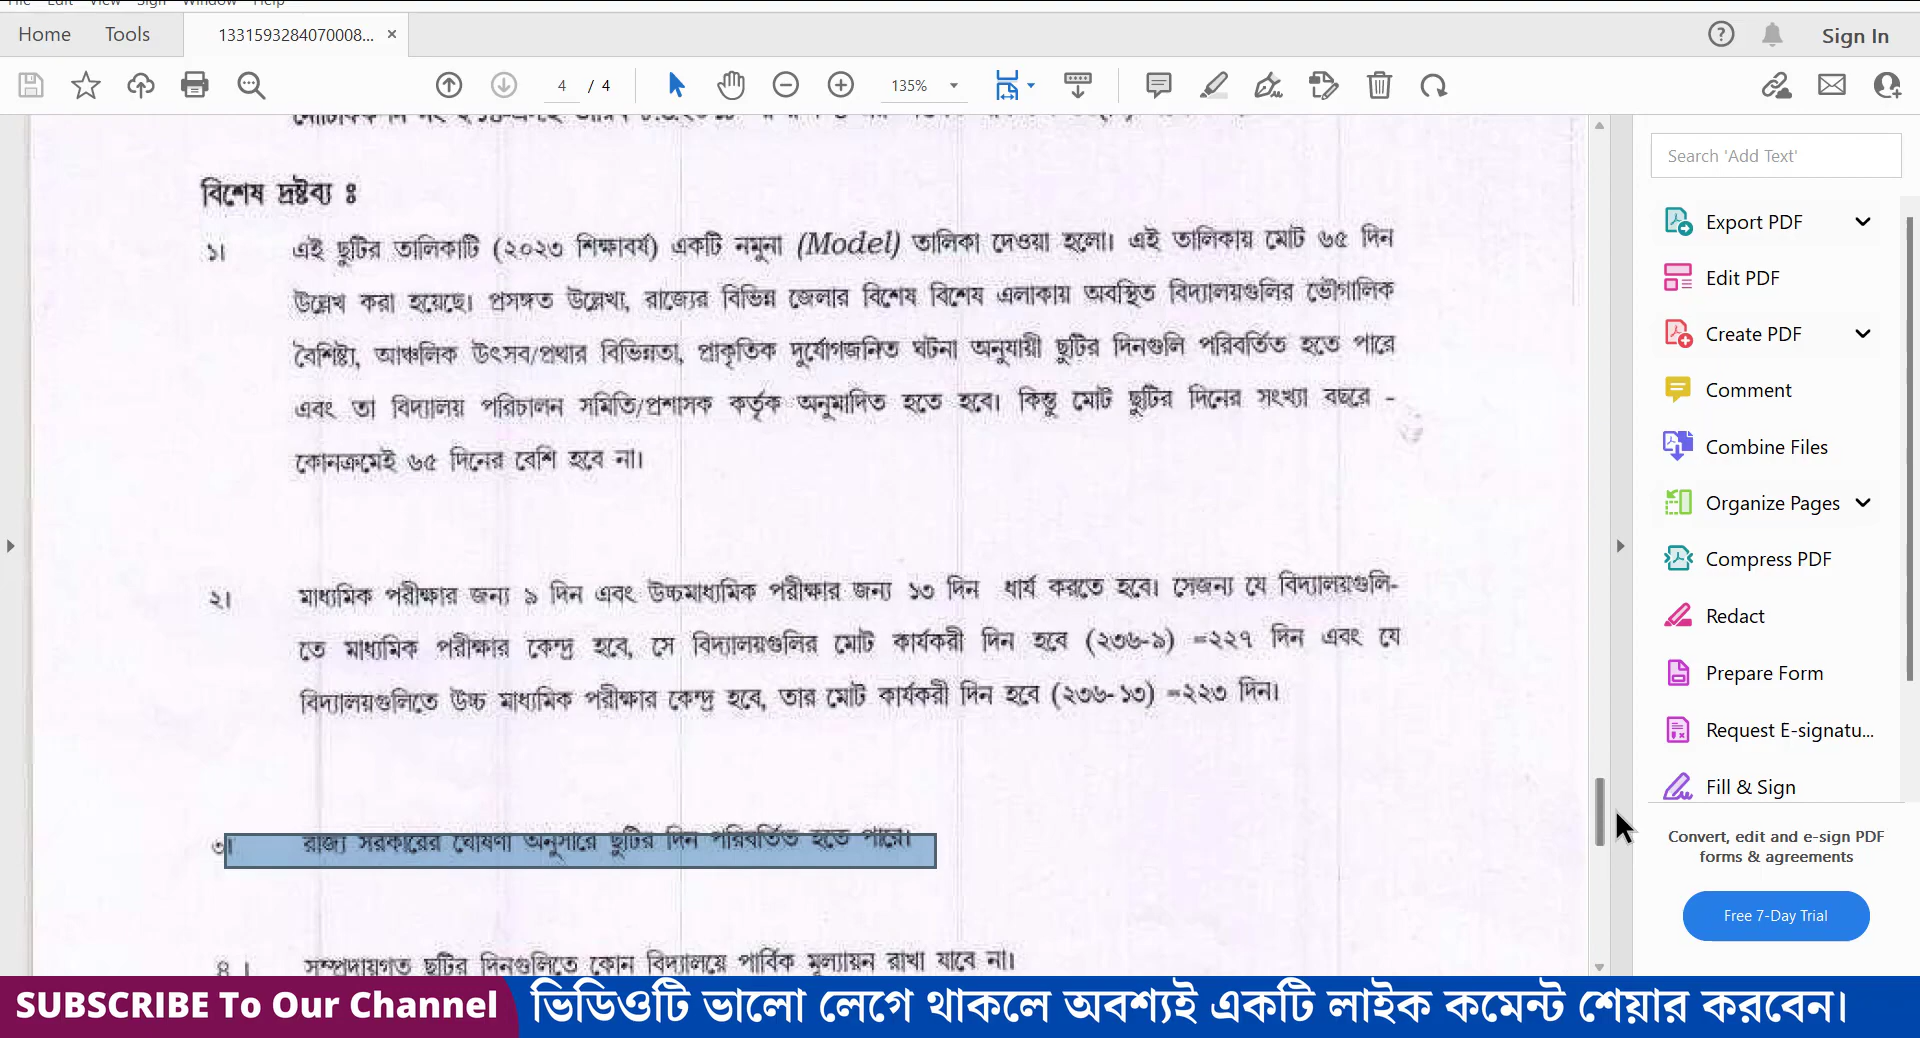 File Edit View Sign Window Help
Home Tools 1331593284070008... × Sign In
4 / 4 135%
Search 'Add Text'
বিশেষ দ্রষ্টব্য ঃ
১। এই ছুটির তালিকাটি (২০২৩ শিক্ষাবর্ষ) একটি নমুনা (Model) তালিকা দেওয়া হলো। এই তালিকায় মোট ৬৫ দিন
উল্লেখ করা হয়েছে। প্রসঙ্গত উল্লেখ্য, রাজ্যের বিভিন্ন জেলার বিশেষ বিশেষ এলাকায় অবস্থিত বিদ্যালয়গুলির ভৌগালিক
বৈশিষ্ট্য, আঞ্চলিক উৎসব/প্রথার বিভিন্নতা, প্রাকৃতিক দুর্যোগজনিত ঘটনা অনুযায়ী ছুটির দিনগুলি পরিবর্তিত হতে পারে
এবং তা বিদ্যালয় পরিচালন সমিতি/প্রশাসক কর্তৃক অনুমাদিত হতে হবে। কিন্তু মোট ছুটির দিনের সংখ্যা বছরে -
কোনক্রমেই ৬৫ দিনের বেশি হবে না।
২। মাধ্যমিক পরীক্ষার জন্য ৯ দিন এবং উচ্চমাধ্যমিক পরীক্ষার জন্য ১৩ দিন ধার্য করতে হবে। সেজন্য যে বিদ্যালয়গুলি-
তে মাধ্যমিক পরীক্ষার কেন্দ্র হবে, সে বিদ্যালয়গুলির মোট কার্যকরী দিন হবে (২৩৬-৯) =২২৭ দিন এবং যে
বিদ্যালয়গুলিতে উচ্চ মাধ্যমিক পরীক্ষার কেন্দ্র হবে, তার মোট কার্যকরী দিন হবে (২৩৬-১৩) =২২৩ দিন।
৩। রাজ্য সরকারের ঘোষণা অনুসারে ছুটির দিন পরিবর্তিত হতে পারে।
৪। সম্প্রদায়গত ছুটির দিনগুলিতে কোন বিদ্যালয়ে পার্বিক মূল্যায়ন রাখা যাবে না।
Export PDF
Edit PDF
Create PDF
Comment
Combine Files
Organize Pages
Compress PDF
Redact
Prepare Form
Request E-signatu...
Fill & Sign
Convert, edit and e-sign PDF
forms & agreements
Free 7-Day Trial
SUBSCRIBE To Our Channel ভিডিওটি ভালো লেগে থাকলে অবশ্যই একটি লাইক কমেন্ট শেয়ার করবেন।